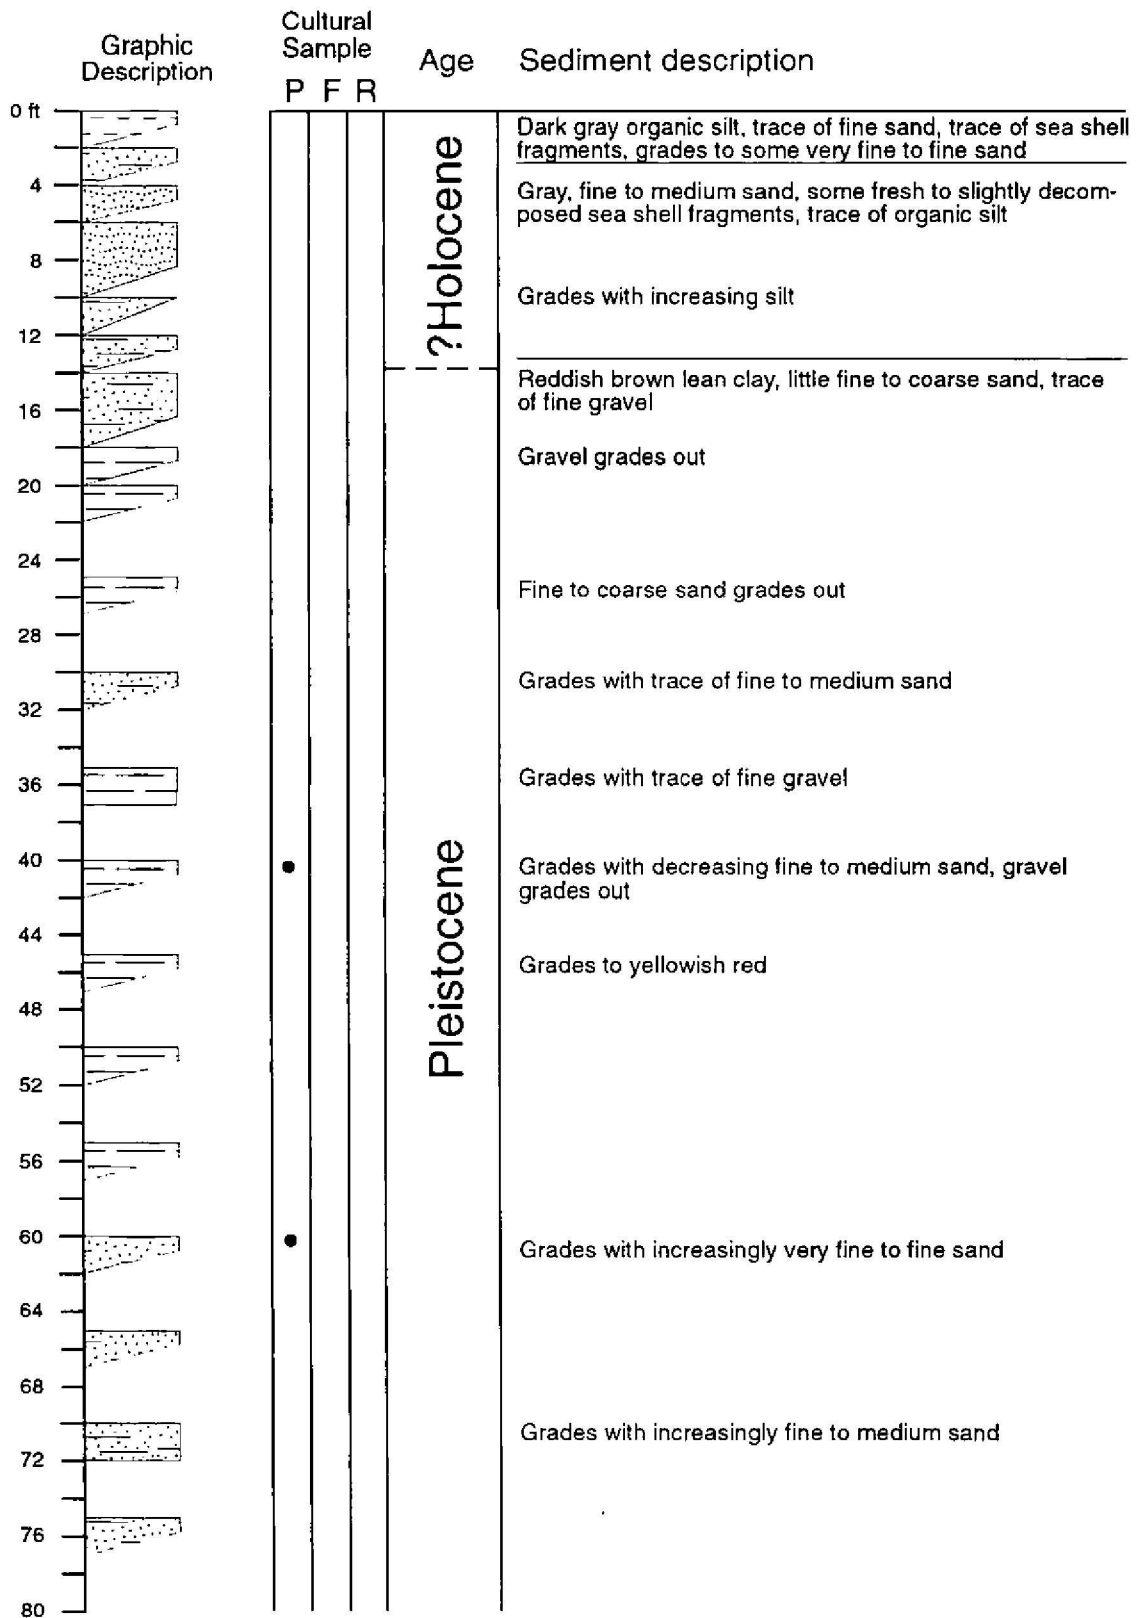 Graphic
Description
Cultural
Sample
P F R
Age
Sediment description
0 ft
Dark gray organic silt, trace of fine sand, trace of sea shell
fragments, grades to some very fine to fine sand
4
Gray, fine to medium sand, some fresh to slightly decom-
posed sea shell fragments, trace of organic silt
8
?Holocene
Grades with increasing silt
12
Reddish brown lean clay, little fine to coarse sand, trace
of fine gravel
16
Gravel grades out
20
24
Fine to coarse sand grades out
28
Grades with trace of fine to medium sand
32
Grades with trace of fine gravel
36
40
Grades with decreasing fine to medium sand, gravel
grades out
44
Pleistocene
Grades to yellowish red
48
52
56
60
Grades with increasingly very fine to fine sand
64
68
Grades with increasingly fine to medium sand
72
76
80